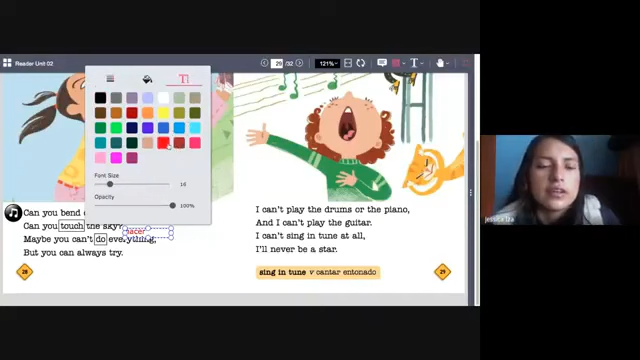 Reader Unit 02
29 /32
121%
T
T
Font Size
16
Opacity
100%
Can you bend
Can you touch the sky?
hacer
Maybe you can't do everything,
But you can always try.
28
I can't play the drums or the piano,
And I can't play the guitar.
I can't sing in tune at all,
I'll never be a star.
sing in tune v cantar entonado
29
jessica iza